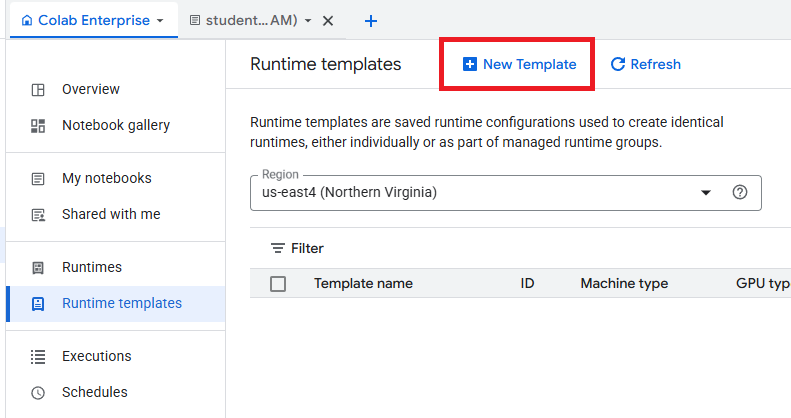 Colab Enterprise
student...AM)
Runtime templates
New Template
Refresh
Overview
Notebook gallery
My notebooks
Shared with me
Runtimes
Runtime templates
Executions
Schedules
Runtime templates are saved runtime configurations used to create identical
runtimes, either individually or as part of managed runtime groups.
Region
us-east4 (Northern Virginia)
Filter
Template name ID Machine type GPU typ